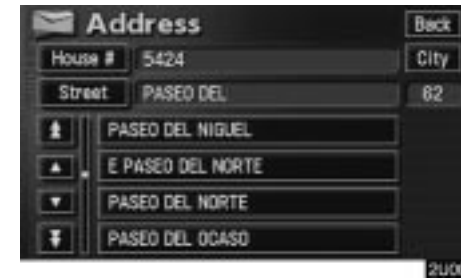 Address Back
House # 5424 City
Street PASEO DEL 62
PASEO DEL NIGUEL
E PASEO DEL NORTE
PASEO DEL NORTE
PASEO DEL OCASO